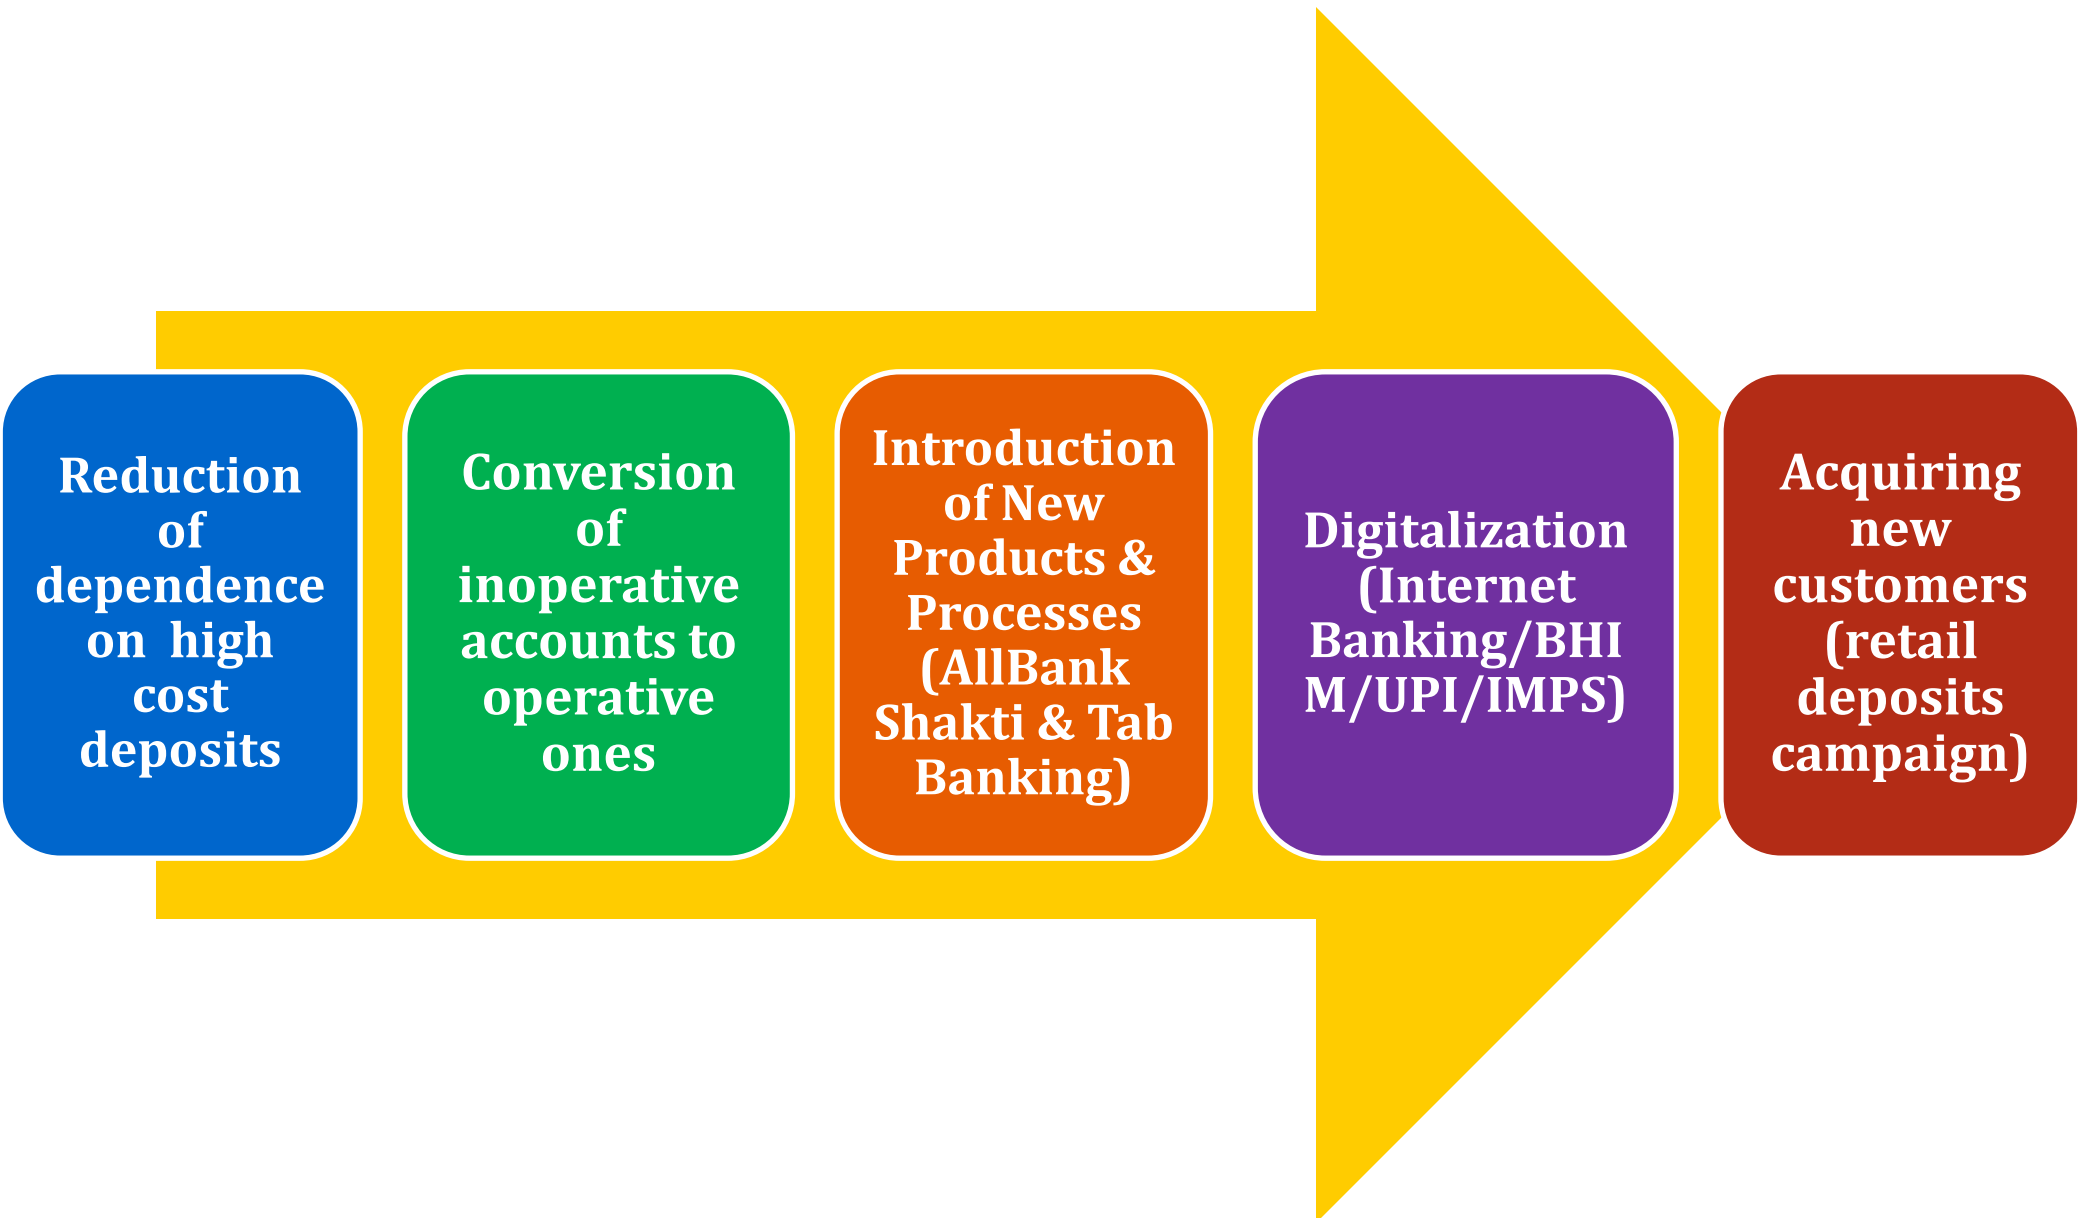 Reduction
of
dependence
on  high
cost
deposits
Conversion
of
inoperative
accounts to
operative
ones
Introduction
of New
Products &
Processes
(AllBank
Shakti & Tab
Banking)
Digitalization
(Internet
Banking/BHI
M/UPI/IMPS)
Acquiring
new
customers
(retail
deposits
campaign)